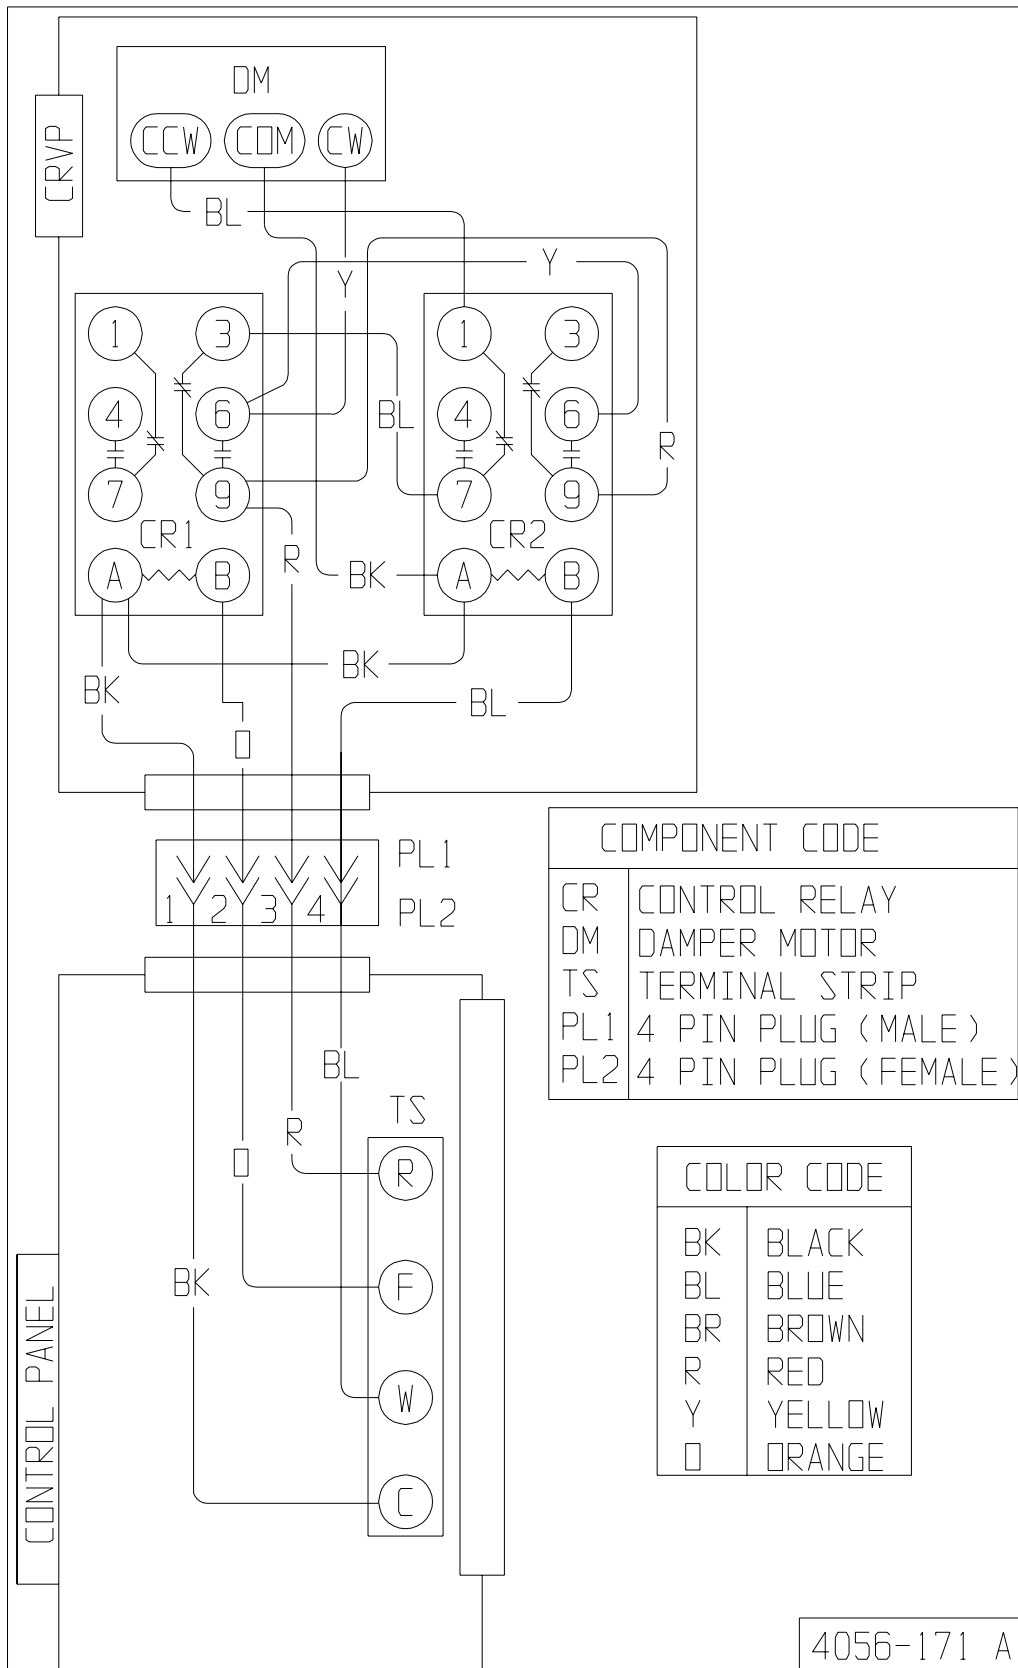 DM
CCW COM CW
CRVP
BL
Y
Y
1 3 1 3
4 6 BL 4 6
R
7 9 7 9
CR1 CR2
R
A B BK A B
BK
BK
BL
O
PL1
1 2 3 4 PL2
COMPONENT CODE
CR CONTROL RELAY
DM DAMPER MOTOR
TS TERMINAL STRIP
PL1 4 PIN PLUG (MALE)
PL2 4 PIN PLUG (FEMALE)
BL
TS
R
O
R
BK
F
W
C
CONTROL PANEL
COLOR CODE
BK BLACK
BL BLUE
BR BROWN
R RED
Y YELLOW
O ORANGE
4056-171 A